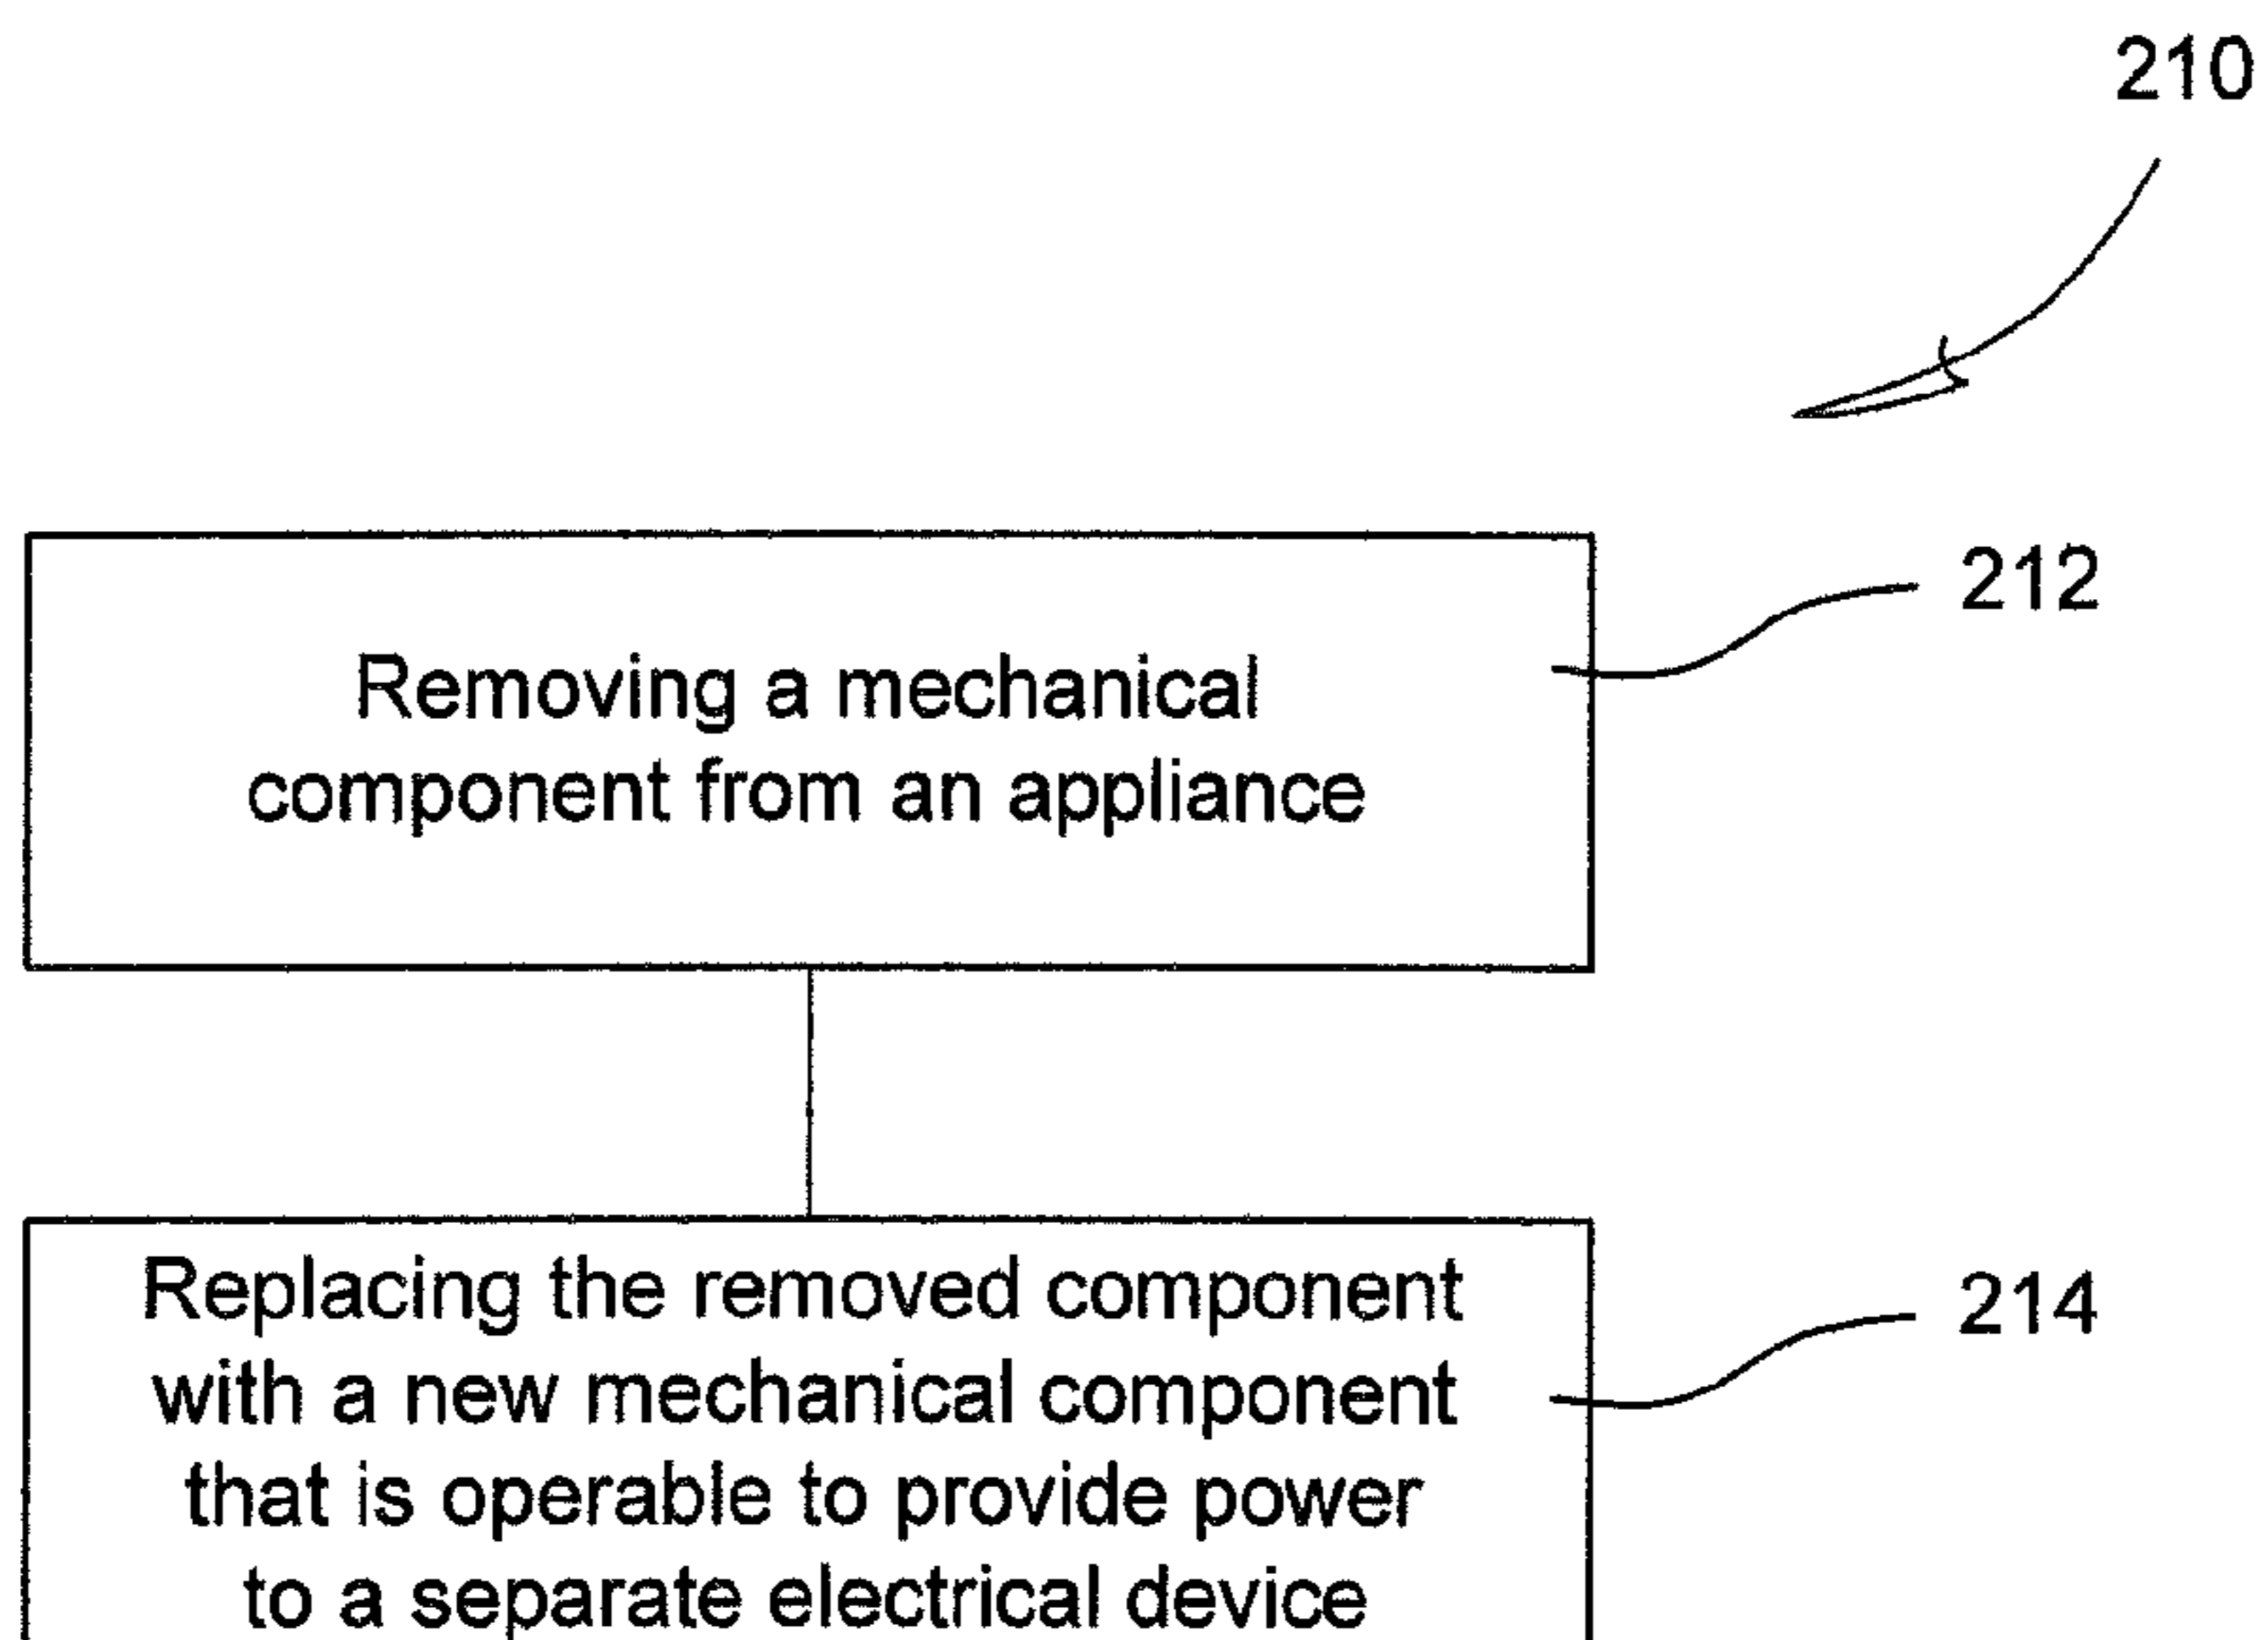 210
212
Removing a mechanical
component from an appliance
Replacing the removed component
214
with a new mechanical component
that is operable to provide power
to a separate electrical device